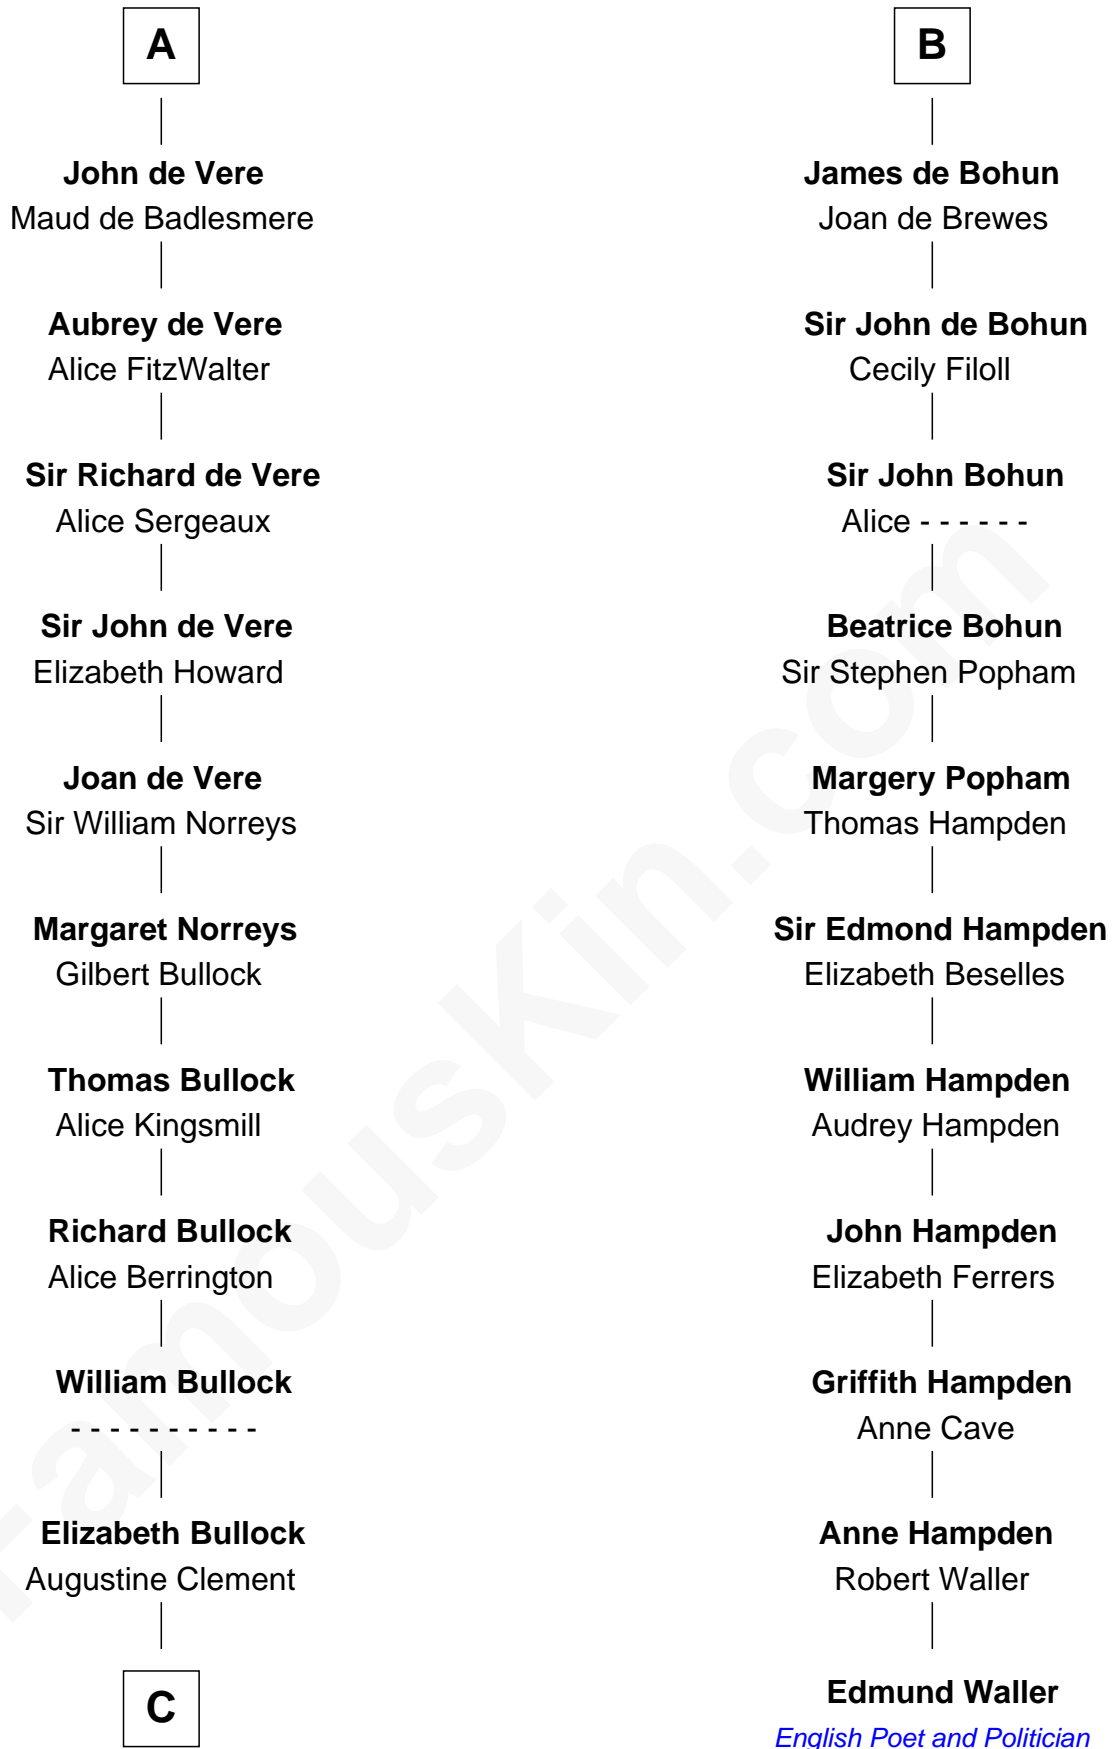 A
John de Vere
Maud de Badlesmere
Aubrey de Vere
Alice FitzWalter
Sir Richard de Vere
Alice Sergeaux
Sir John de Vere
Elizabeth Howard
Joan de Vere
Sir William Norreys
Margaret Norreys
Gilbert Bullock
Thomas Bullock
Alice Kingsmill
Richard Bullock
Alice Berrington
William Bullock
- - - - - - - - - -
Elizabeth Bullock
Augustine Clement
C
B
James de Bohun
Joan de Brewes
Sir John de Bohun
Cecily Filoll
Sir John Bohun
Alice - - - - - -
Beatrice Bohun
Sir Stephen Popham
Margery Popham
Thomas Hampden
Sir Edmond Hampden
Elizabeth Beselles
William Hampden
Audrey Hampden
John Hampden
Elizabeth Ferrers
Griffith Hampden
Anne Cave
Anne Hampden
Robert Waller
Edmund Waller
English Poet and Politician
FamousKin.com